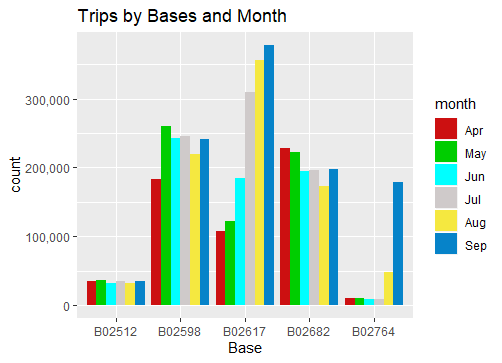 Trips by Bases and Month
count
300,000
200,000
100,000
0
B02512 B02598 B02617 B02682 B02764
Base
month
Apr
May
Jun
Jul
Aug
Sep